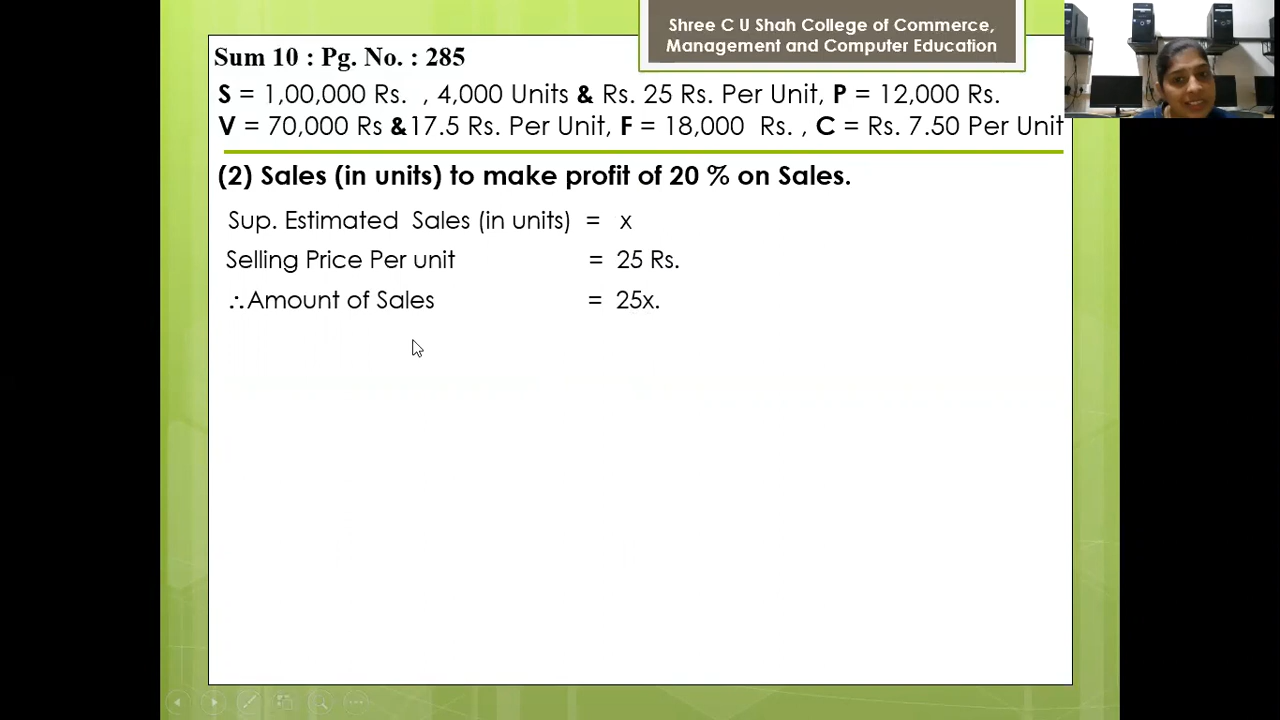 Shree C U Shah College of Commerce,
Management and Computer Education
Sum 10 : Pg. No. : 285
S = 1,00,000 Rs.  , 4,000 Units & Rs. 25 Rs. Per Unit, P = 12,000 Rs.
V = 70,000 Rs &17.5 Rs. Per Unit, F = 18,000  Rs. , C = Rs. 7.50 Per Unit
(2) Sales (in units) to make profit of 20 % on Sales.
Sup. Estimated  Sales (in units)  =  x
Selling Price Per unit = 25 Rs.
∴Amount of Sales = 25x.